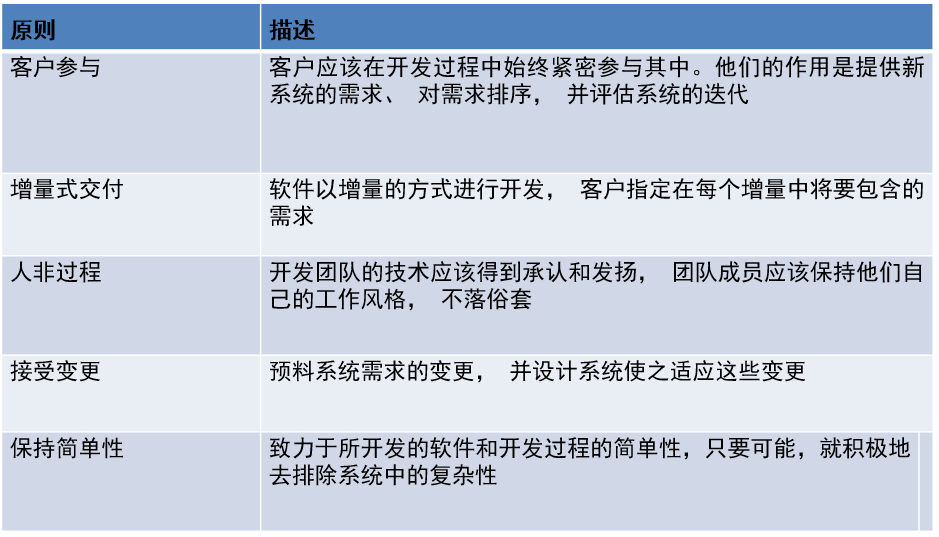 原则
描述
客户参与
客户应该在开发过程中始终紧密参与其中。他们的作用是提供新
系统的需求、 对需求排序， 并评估系统的迭代
增量式交付
软件以增量的方式进行开发， 客户指定在每个增量中将要包含的
需求
人非过程
开发团队的技术应该得到承认和发扬， 团队成员应该保持他们自
己的工作风格， 不落俗套
接受变更
预料系统需求的变更， 并设计系统使之适应这些变更
保持简单性
致力于所开发的软件和开发过程的简单性，只要可能，就积极地
去排除系统中的复杂性